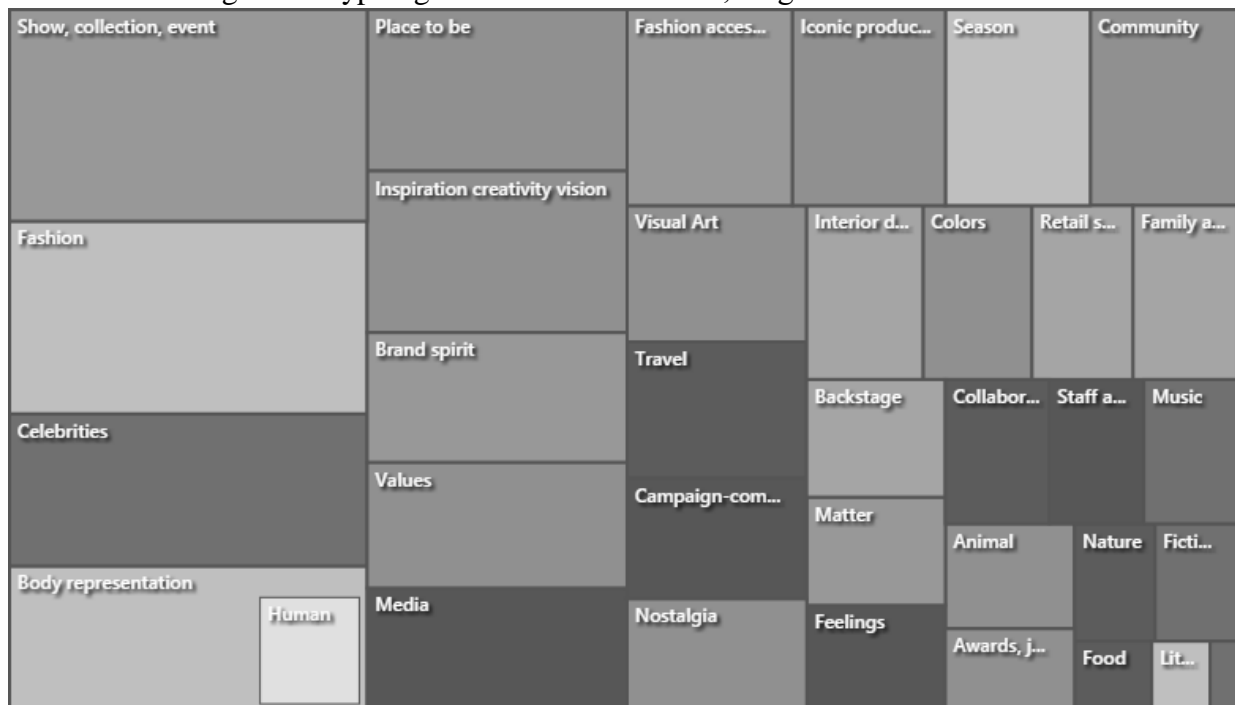 Show, collection, event
Place to be
Fashion acces...
Iconic produc...
Season
Community
Inspiration creativity vision
Visual Art
Interior d...
Colors
Retail s...
Family a...
Fashion
Brand spirit
Travel
Backstage
Collabor...
Staff a...
Music
Celebrities
Values
Campaign-com...
Matter
Animal
Nature
Ficti...
Body representation
Human
Media
Nostalgia
Feelings
Awards, j...
Food
Lit...